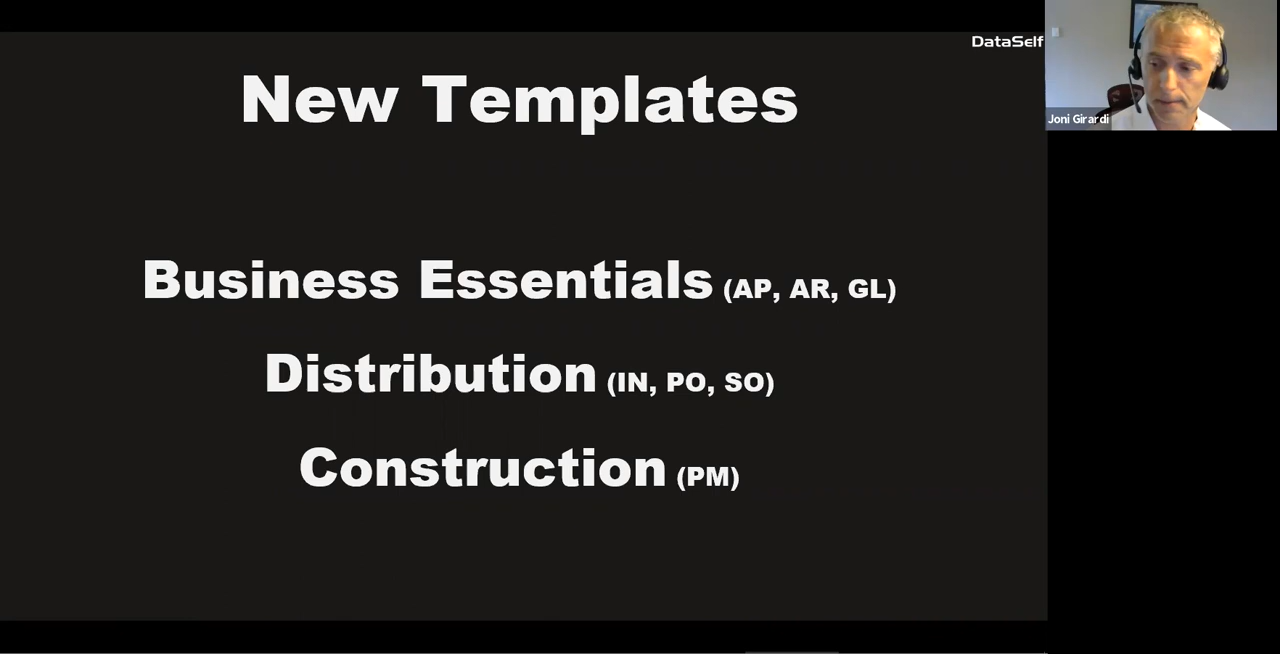 DataSelf
New Templates
Joni Girardi
Business Essentials (AP, AR, GL)
Distribution (IN, PO, SO)
Construction (PM)